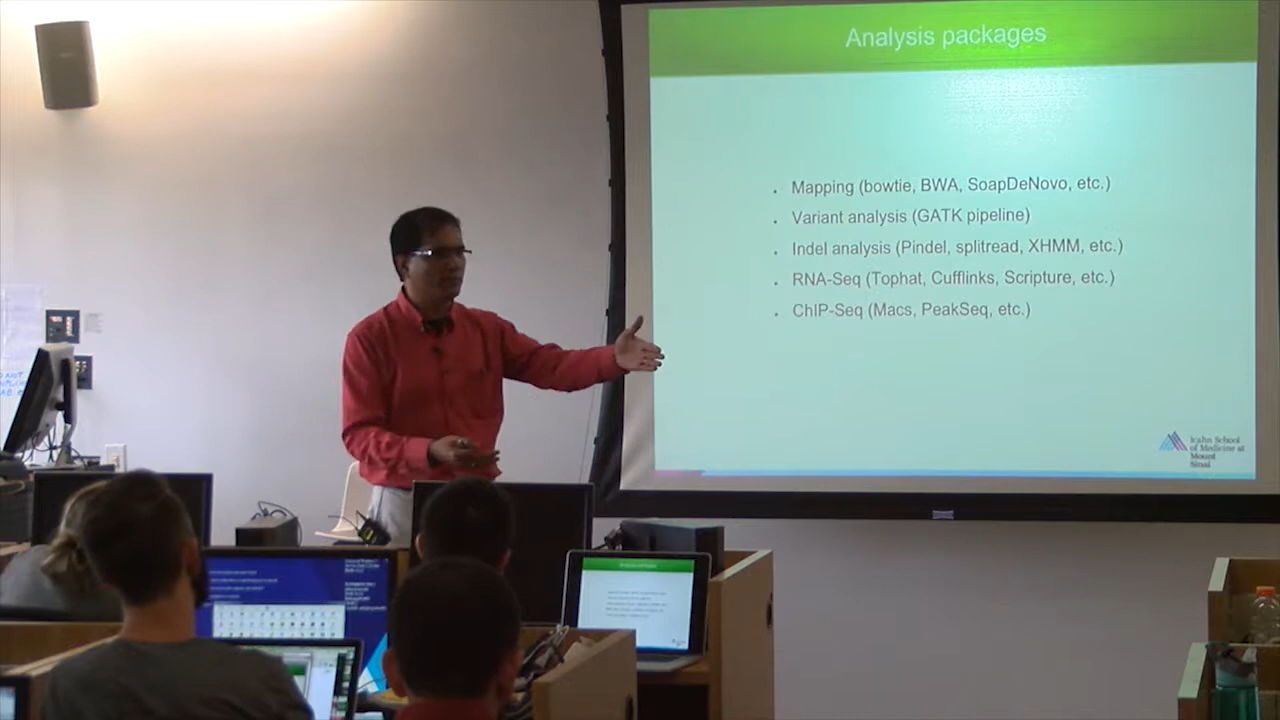 Analysis packages
. Mapping (bowtie, BWA, SoapDeNovo, etc.)
. Variant analysis (GATK pipeline)
. Indel analysis (Pindel, splitread, XHMM, etc.)
. RNA-Seq (Tophat, Cufflinks, Scripture, etc.)
. ChIP-Seq (Macs, PeakSeq, etc.)
Icahn School
of Medicine at
Mount
Sinai